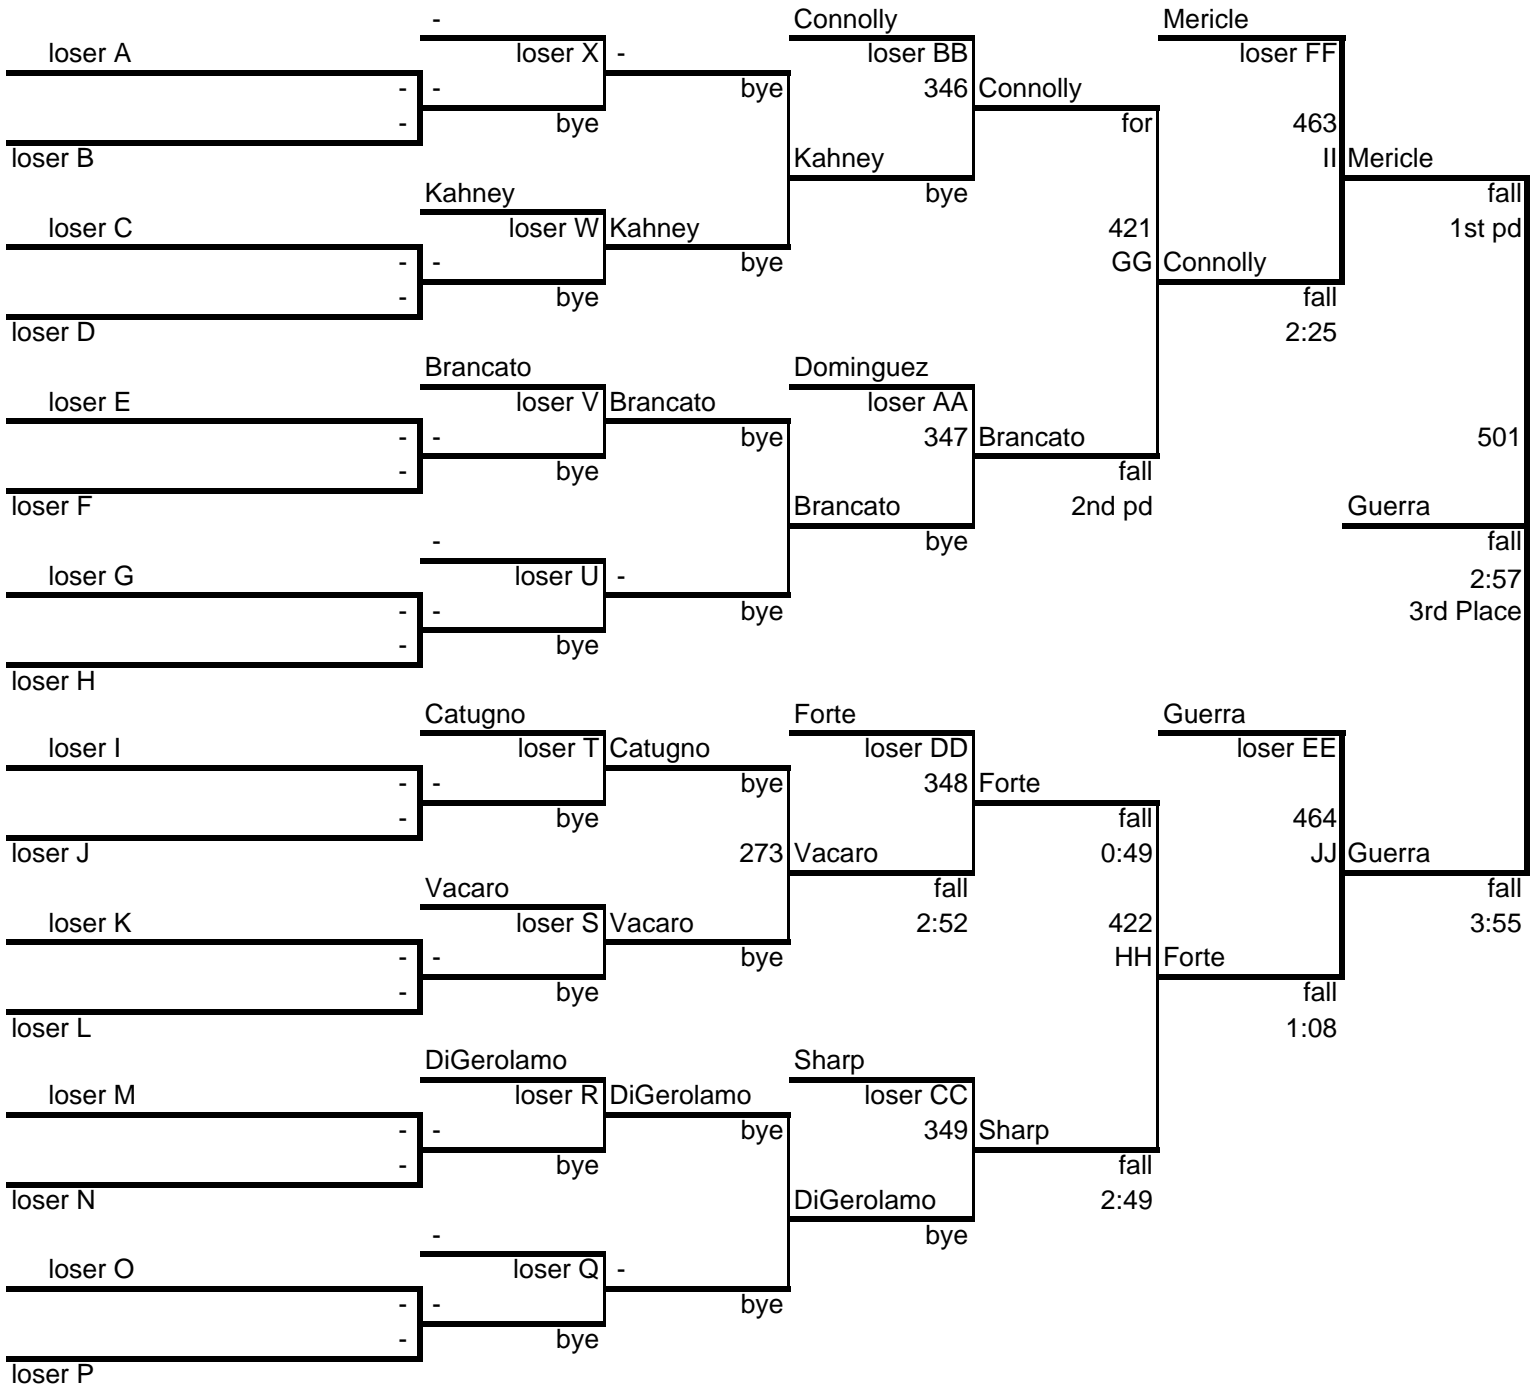 -
Connolly
Mericle
loser A
loser X
-
loser BB
loser FF
-
-
bye
346
Connolly
-
bye
for
463
loser B
Kahney
II
Mericle
Kahney
bye
fall
loser C
loser W
Kahney
421
1st pd
-
-
bye
GG
Connolly
-
bye
fall
loser D
2:25
Brancato
Dominguez
loser E
loser V
Brancato
loser AA
-
-
bye
347
Brancato
501
-
bye
fall
loser F
Brancato
2nd pd
Guerra
-
bye
fall
loser G
loser U
-
2:57
-
-
bye
3rd Place
-
bye
loser H
Catugno
Forte
Guerra
loser I
loser T
Catugno
loser DD
loser EE
-
-
bye
348
Forte
-
bye
fall
464
loser J
273
Vacaro
0:49
JJ
Guerra
Vacaro
fall
fall
loser K
loser S
Vacaro
2:52
422
3:55
-
-
bye
HH
Forte
-
bye
fall
loser L
1:08
DiGerolamo
Sharp
loser M
loser R
DiGerolamo
loser CC
-
-
bye
349
Sharp
-
bye
fall
loser N
DiGerolamo
2:49
-
bye
loser O
loser Q
-
-
-
bye
-
bye
loser P